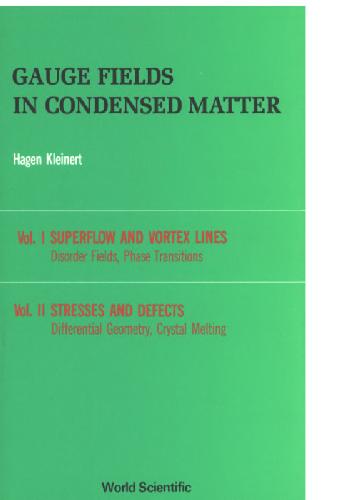 GAUGE FIELDS
IN CONDENSED MATTER
Hagen Kleinert
Vol. I SUPERFLOW AND VORTEX LINES
Disorder Fields, Phase Transitions
Vol. II STRESSES AND DEFECTS
Differential Geometry, Crystal Melting
World Scientific